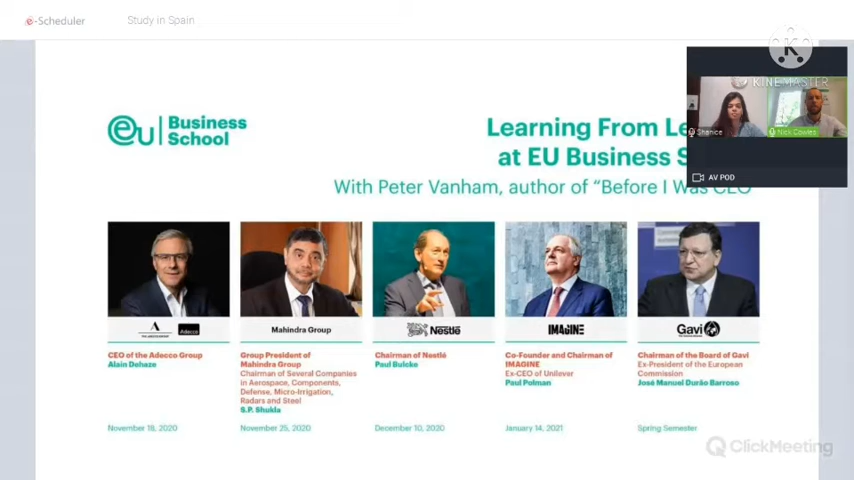 e-Scheduler
Study in Spain
K
KINEMASTER
eu Business School
Learning From Le
at EU Business S
With Peter Vanham, author of "Before I Was CEO"
Shenice
Nick Cowles
AV POD
Adecco
Mahindra Group
Nestlé
IMAGINE
Gavi
CEO of the Adecco Group
Alain Dehaze
Group President of
Mahindra Group
Chairman of Several Companies
in Aerospace, Components,
Defense, Micro-Irrigation,
Radars and Steel
S.P. Shukla
Chairman of Nestlé
Paul Bulcke
Co-Founder and Chairman of
IMAGINE
Ex-CEO of Unilever
Paul Polman
Chairman of the Board of Gavi
Ex-President of the European
Commission
José Manuel Durão Barroso
November 18, 2020
November 25, 2020
December 10, 2020
January 14, 2021
Spring Semester
ClickMeeting